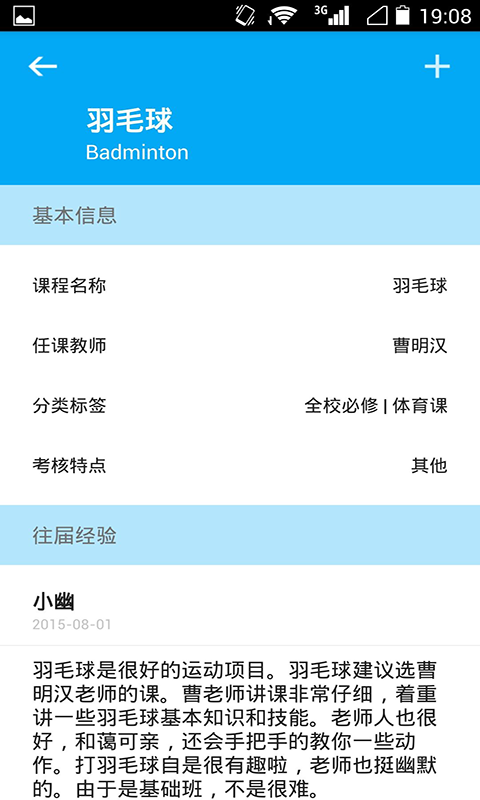 3G 19:08
羽毛球
Badminton
基本信息
课程名称 羽毛球
任课教师 曹明汉
分类标签 全校必修 | 体育课
考核特点 其他
往届经验
小幽
2015-08-01
羽毛球是很好的运动项目。羽毛球建议选曹
明汉老师的课。曹老师讲课非常仔细，着重
讲一些羽毛球基本知识和技能。老师人也很
好，和蔼可亲，还会手把手的教你一些动
作。打羽毛球自是很有趣啦，老师也挺幽默
的。由于是基础班，不是很难。